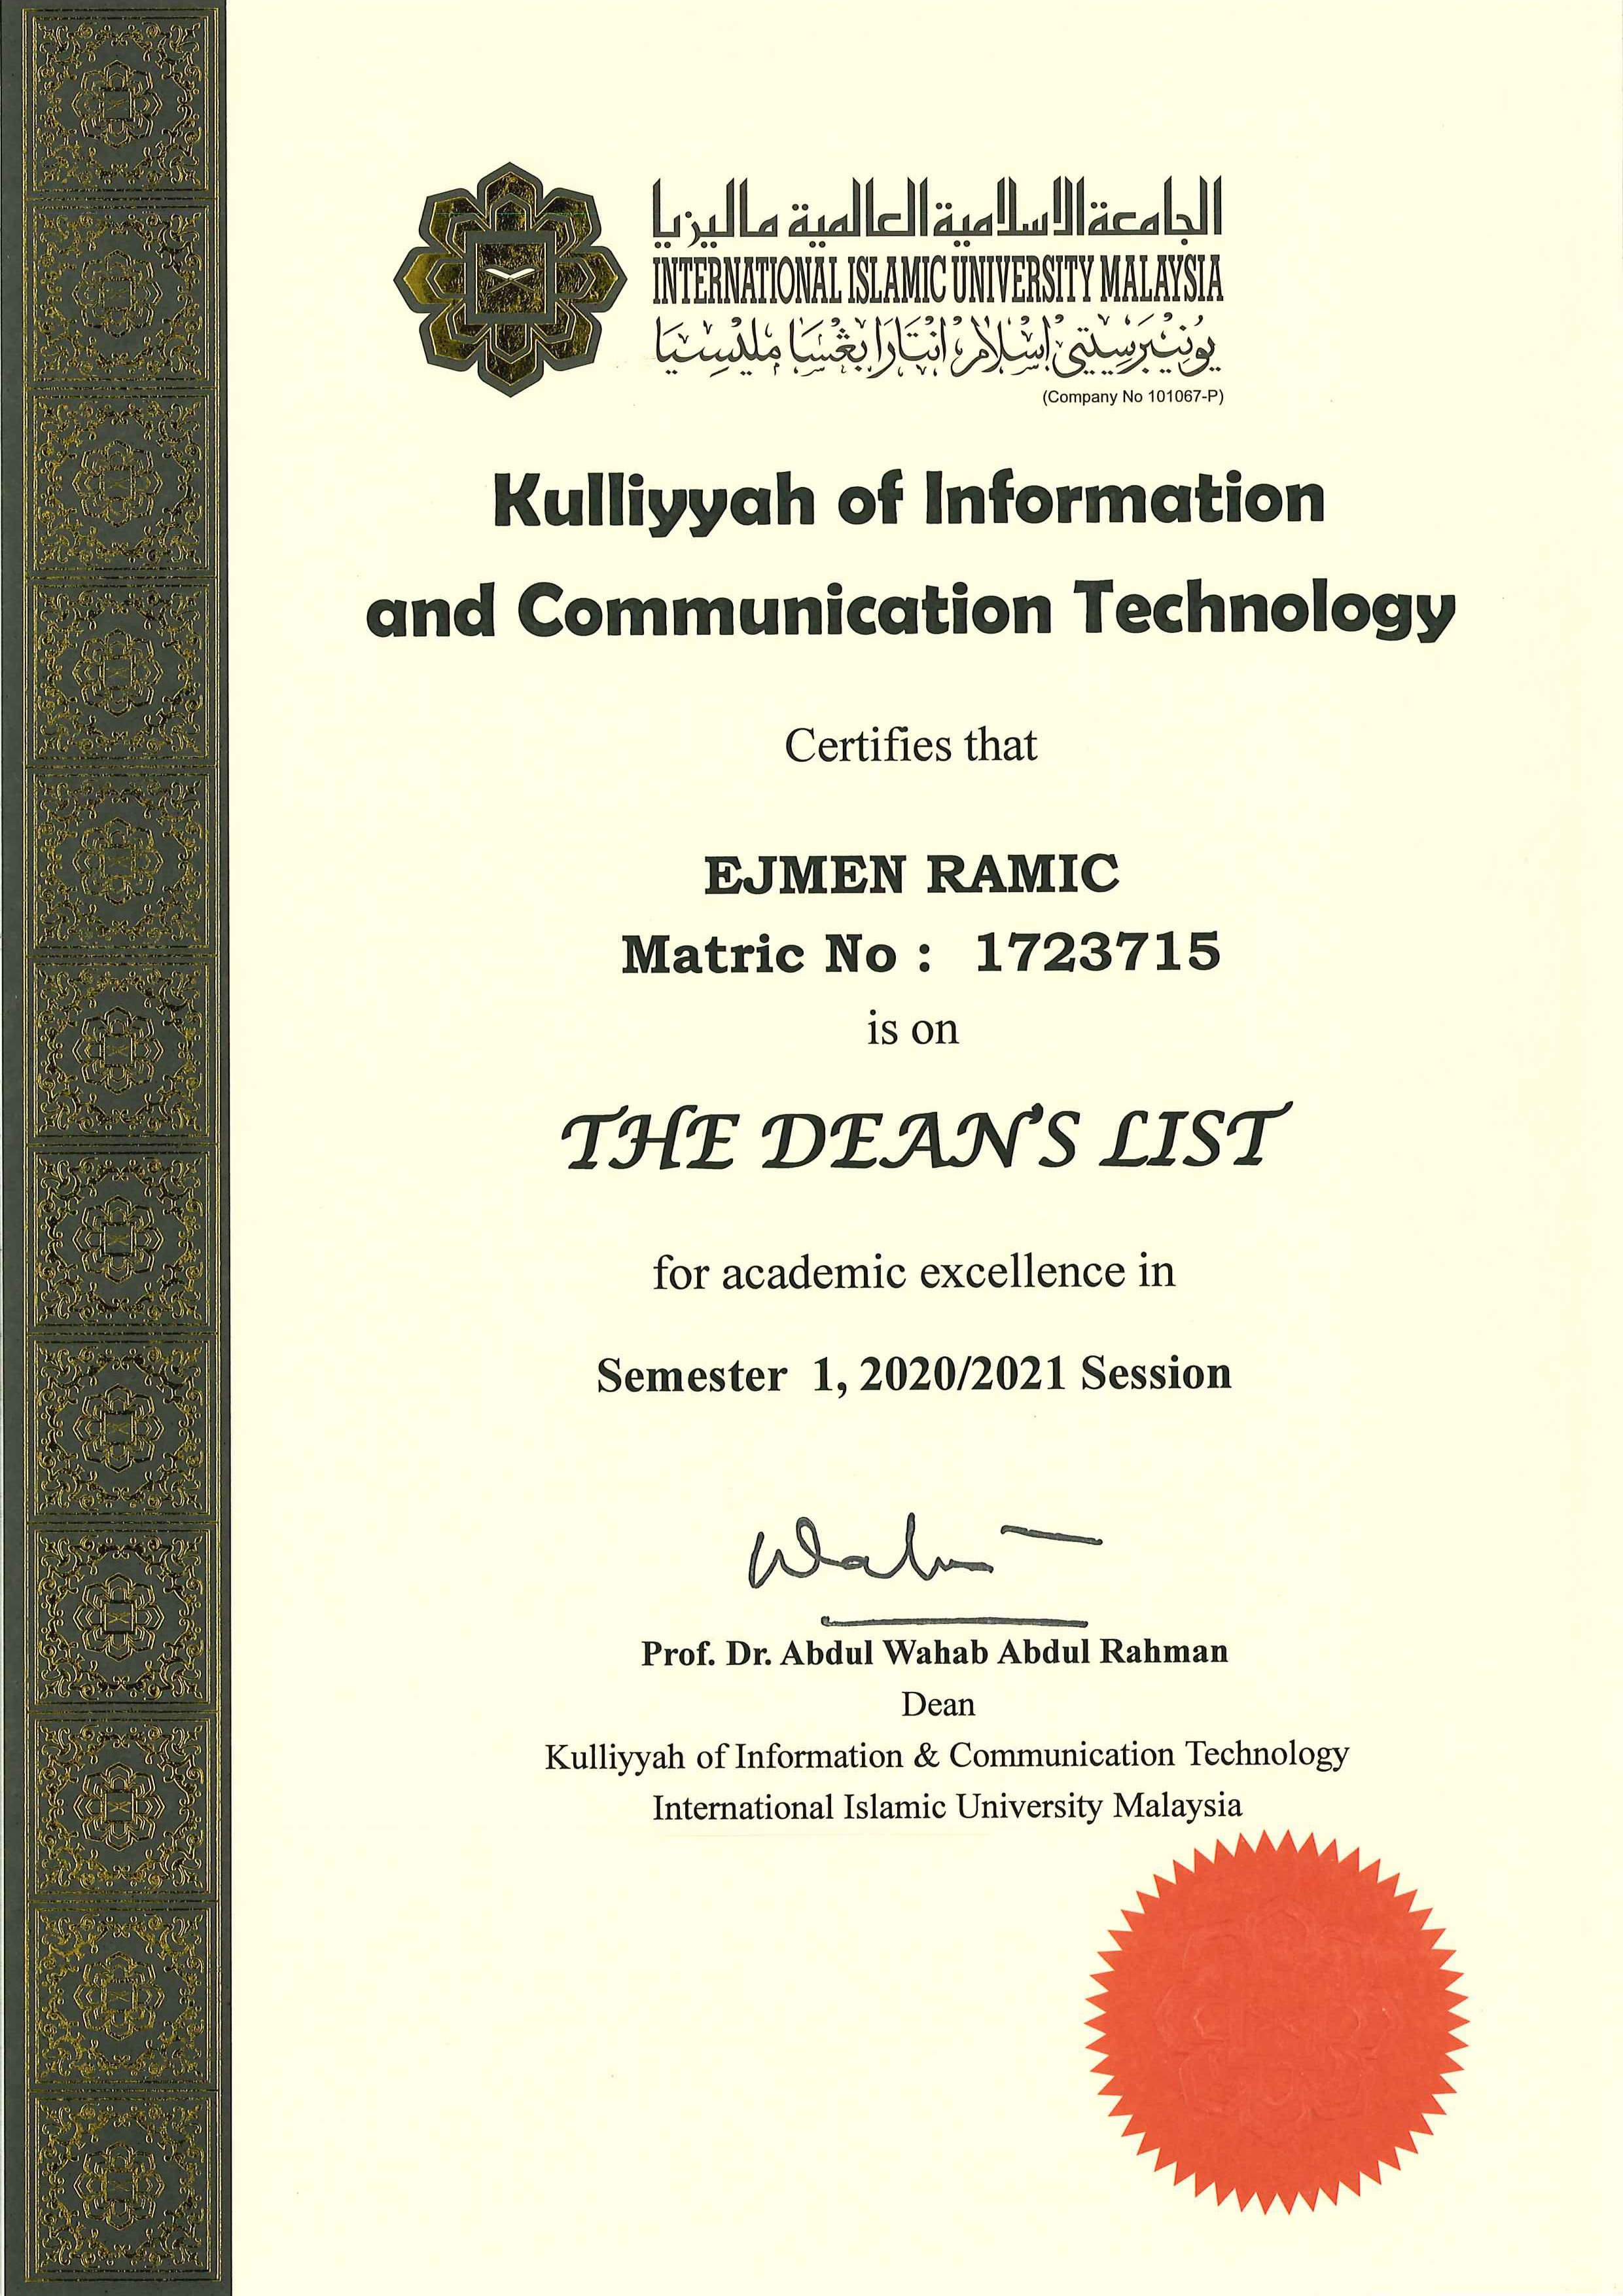 الجامعة الإسلامية العالمية ماليزيا
INTERNATIONAL ISLAMIC UNIVERSITY MALAYSIA
يونيۏرسيتي اسلام انتارابڠسا مليسيا
(Company No 101067-P)
Kulliyyah of Information
and Communication Technology
Certifies that
EJMEN RAMIC
Matric No : 1723715
is on
THE DEAN'S LIST
for academic excellence in
Semester 1, 2020/2021 Session
Prof. Dr. Abdul Wahab Abdul Rahman
Dean
Kulliyyah of Information & Communication Technology
International Islamic University Malaysia